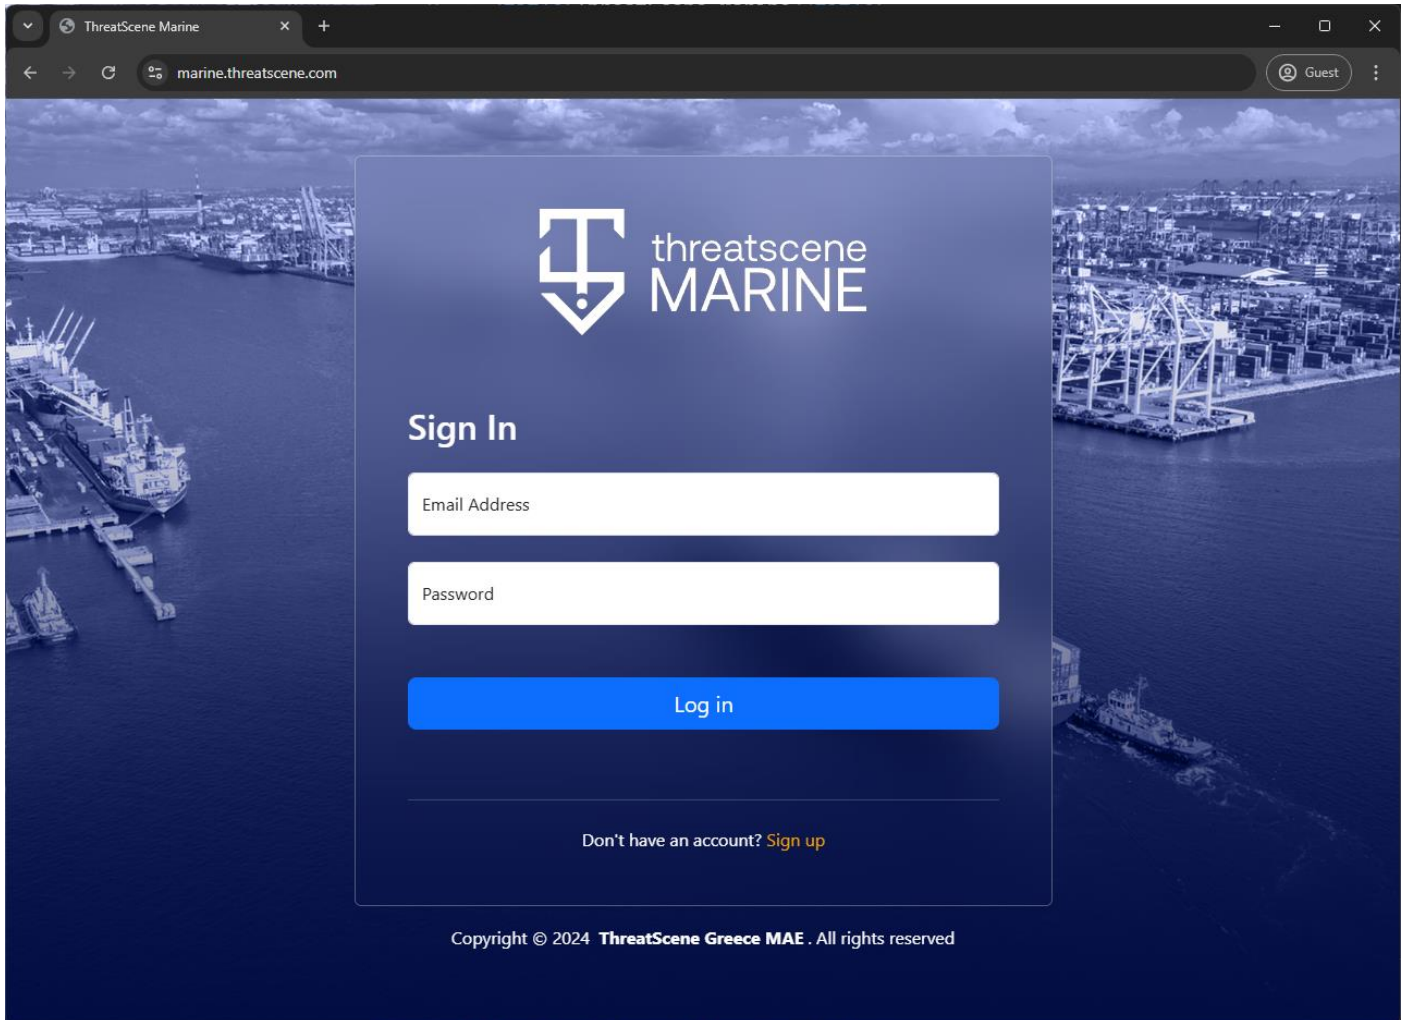 ThreatScene Marine
marine.threatscene.com
Guest
threatscene
MARINE
Sign In
Email Address
Password
Log in
Don't have an account? Sign up
Copyright © 2024 ThreatScene Greece MAE . All rights reserved